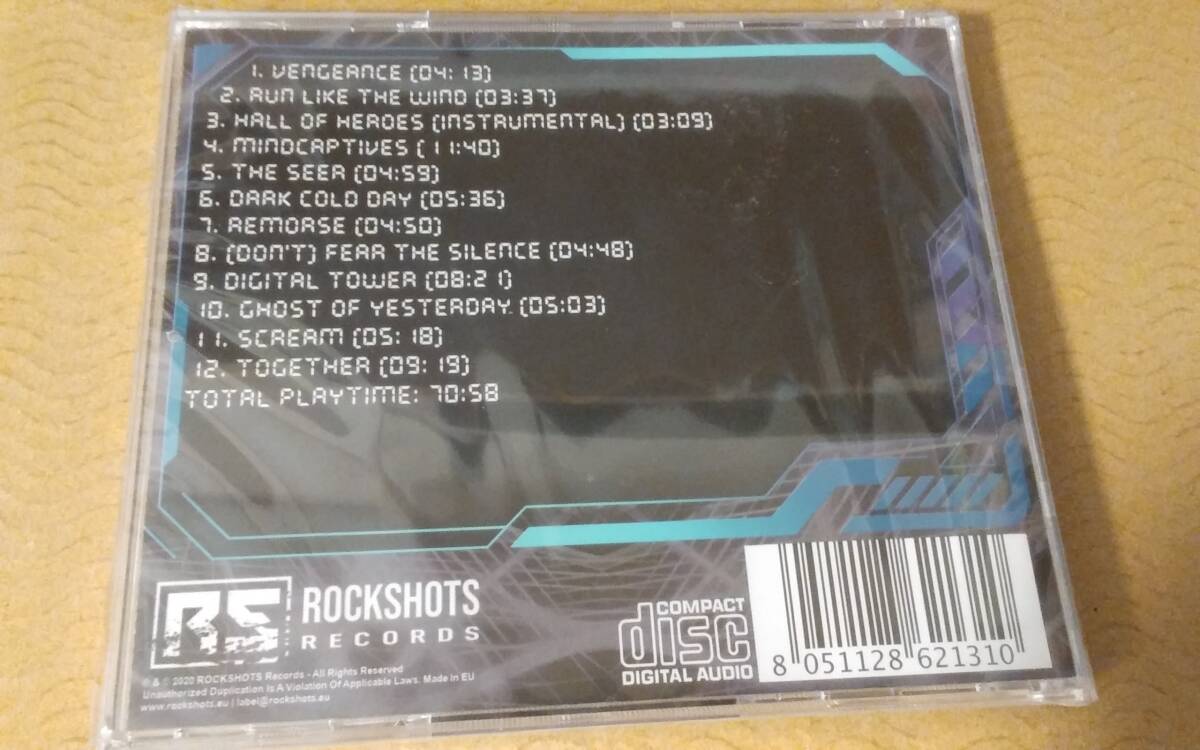 1. VENGEANCE (04:13)
2. RUN LIKE THE WIND (03:37)
3. HALL OF HEROES (INSTRUMENTAL) (03:09)
4. MINDCAPTIVES (11:40)
5. THE SEER (04:59)
6. DARK COLD DAY (05:36)
7. REMORSE (04:50)
8. (DON'T) FEAR THE SILENCE (04:48)
9. DIGITAL TOWER (08:21)
10. GHOST OF YESTERDAY (05:03)
11. SCREAM (05:18)
12. TOGETHER (09:19)
TOTAL PLAYTIME: 70:58
RS
ROCKSHOTS
RECORDS
℗ & © 2020 ROCKSHOTS Records - All Rights Reserved
Unauthorized Duplication Is A Violation Of Applicable Laws. Made In EU
www.rockshots.eu | label@rockshots.eu
COMPACT
disc
DIGITAL AUDIO
8 051128 621310